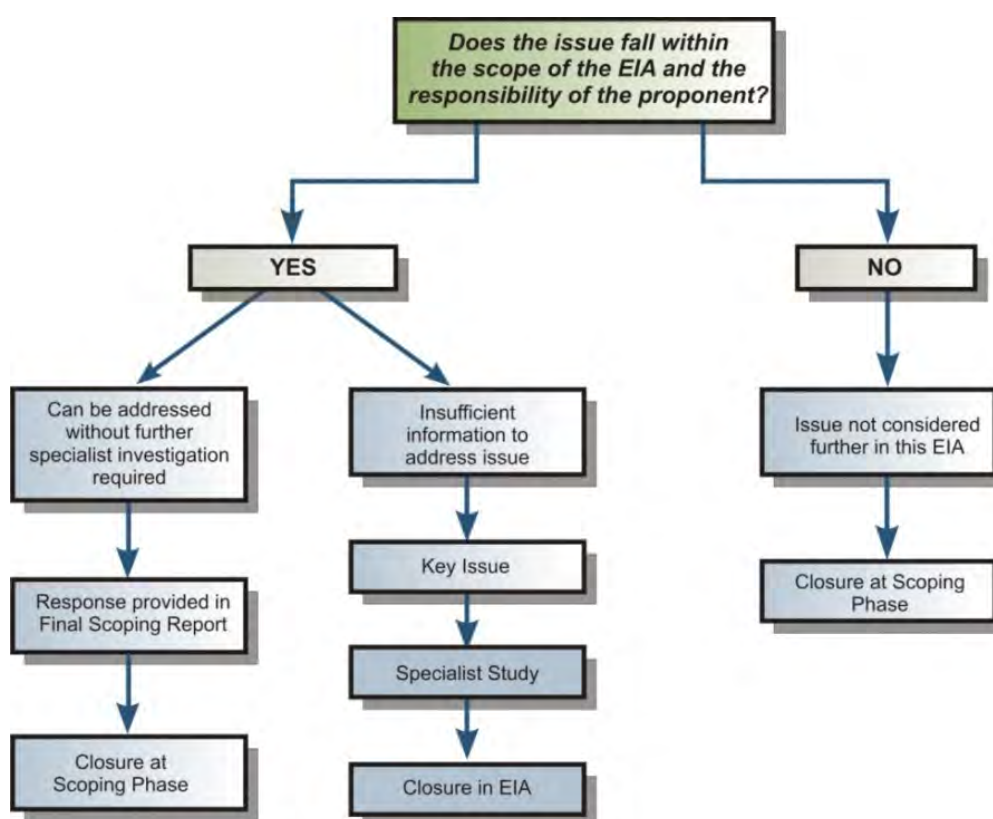 Does the issue fall within
the scope of the EIA and the
responsibility of the proponent?
YES
NO
Can be addressed
without further
specialist investigation
required
Insufficient
information to
address issue
Issue not considered
further in this EIA
Key Issue
Response provided in
Final Scoping Report
Closure at Scoping
Phase
Specialist Study
Closure at
Scoping Phase
Closure in EIA